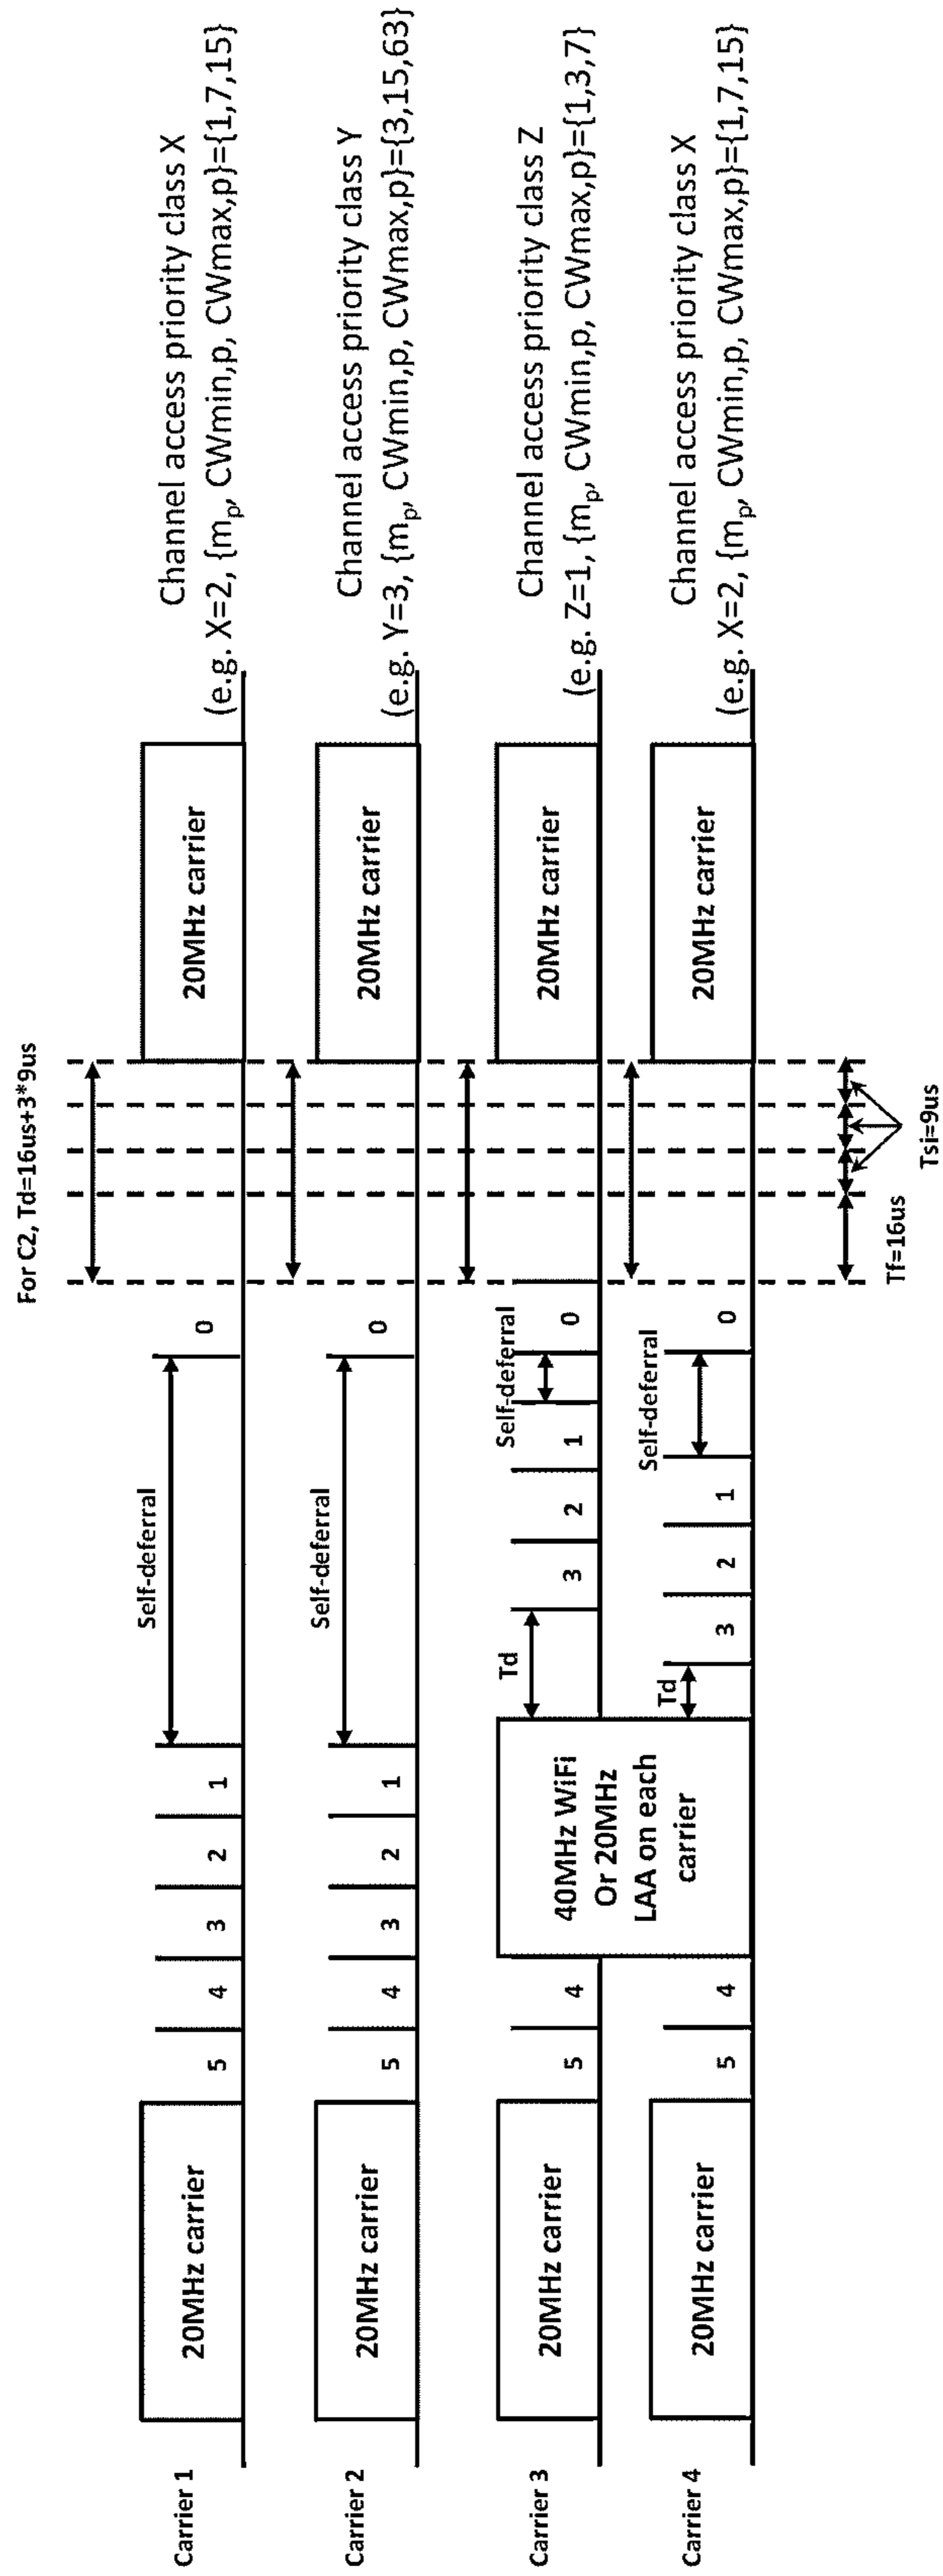 For C2, Td=16us+3*9us
Carrier 1
20MHz carrier
5
4
3
2
1
Self-deferral
0
20MHz carrier
Channel access priority class X
(e.g. X=2, {mp, CWmin,p, CWmax,p}={1,7,15}
Carrier 2
20MHz carrier
5
4
3
2
1
Self-deferral
0
20MHz carrier
Channel access priority class Y
(e.g. Y=3, {mp, CWmin,p, CWmax,p}={3,15,63}
Carrier 3
20MHz carrier
5
4
40MHz WiFi
Or 20MHz
LAA on each
carrier
Td
3
2
1
Self-deferral
0
20MHz carrier
Channel access priority class Z
(e.g. Z=1, {mp, CWmin,p, CWmax,p}={1,3,7}
Carrier 4
20MHz carrier
5
4
Td
3
2
1
Self-deferral
0
20MHz carrier
Channel access priority class X
(e.g. X=2, {mp, CWmin,p, CWmax,p}={1,7,15}
Tf=16us
Tsi=9us